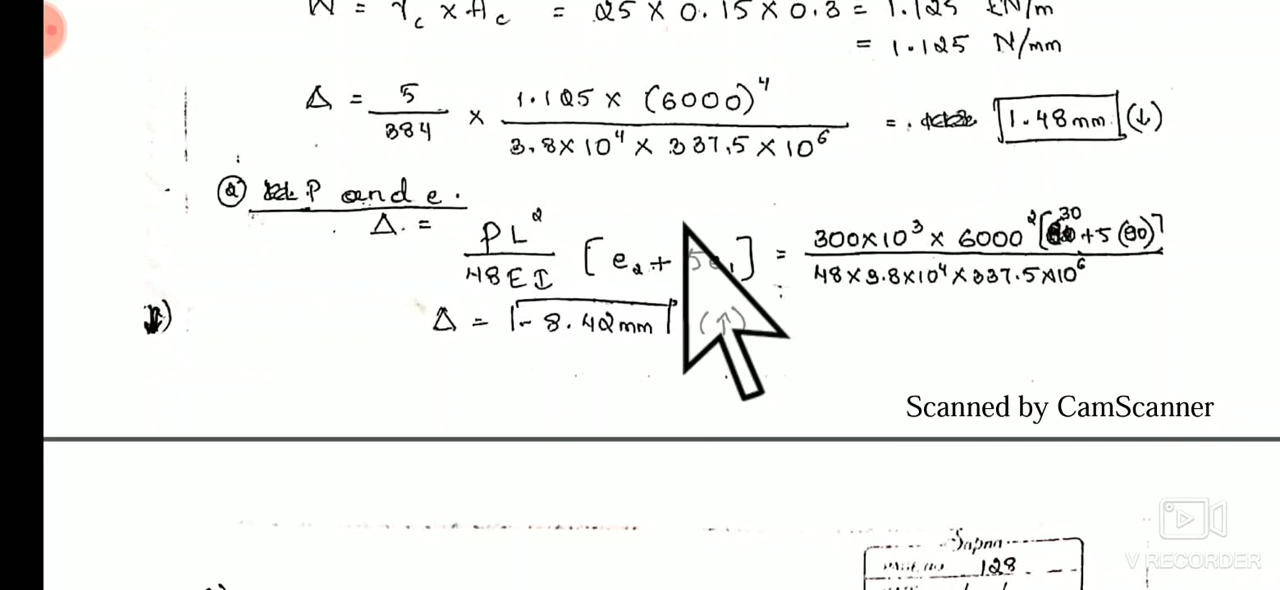 W = γc × Ac = 25 × 0.15 × 0.3 = 1.125 kN/m
= 1.125 N/mm
Δ = 5/384 × 1.125 × (6000)^4 / 3.8×10^4 × 337.5×10^6 = 1.48mm (↓)
② P and e.
Δ. = PL^2/48EI [e2 + 5e1] = 300×10^3 × 6000^2 [30 + 5(80)] / 48×3.8×10^4×337.5×10^6
Δ = - 8.42mm (↑)
Scanned by CamScanner
Sapna
128
V RECORDER